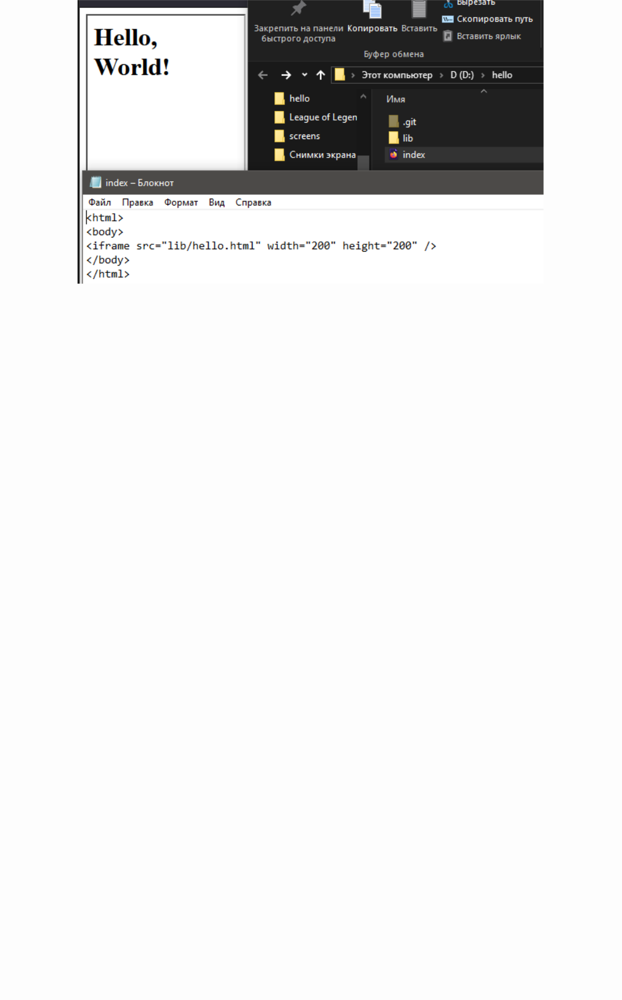 Hello,
World!
Закрепить на панели
быстрого доступа
Копировать
Вставить
Вырезать
Скопировать путь
Вставить ярлык
Буфер обмена
Этот компьютер > D (D:) > hello
hello
League of Legen
screens
Снимки экрана
Имя
.git
lib
index
index – Блокнот
Файл Правка Формат Вид Справка
<html>
<body>
<iframe src="lib/hello.html" width="200" height="200" />
</body>
</html>